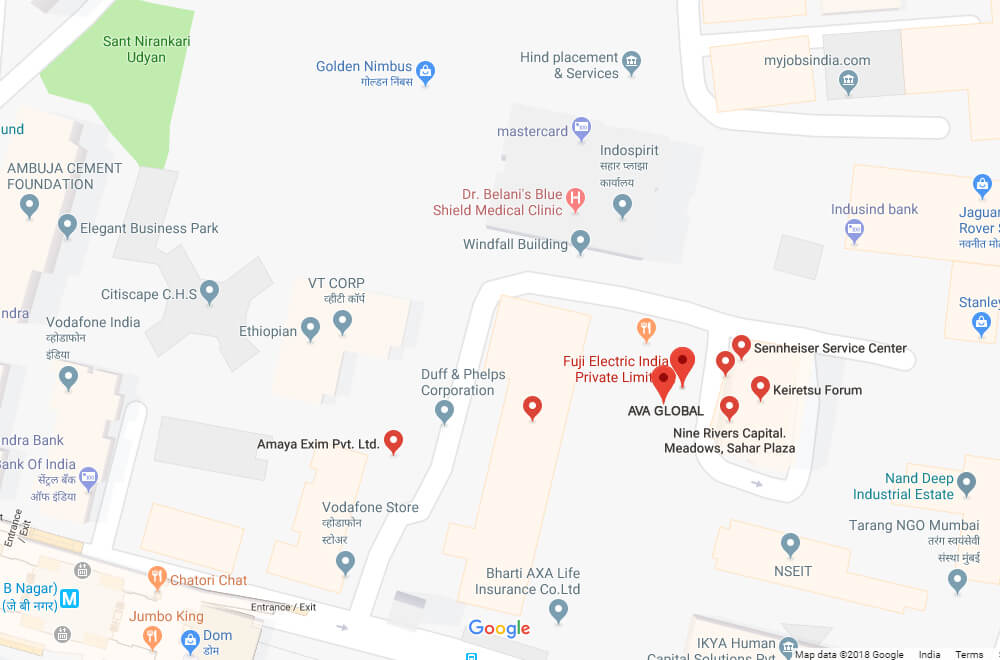 Sant Nirankari
Udyan
Golden Nimbus
गोल्डन निंबस
Hind placement
& Services
myjobsindia.com
mastercard
Indospirit
सहार प्लाझा
कार्यालय
und
AMBUJA CEMENT
FOUNDATION
Elegant Business Park
Dr. Belani's Blue
Shield Medical Clinic
Windfall Building
Indusind bank
Jaguar
Rover S
नवनीत मो
Citiscape C.H.S
VT CORP
व्हीटी कॉर्प
Ethiopian
ndra
Vodafone India
व्होडाफोन
इंडिया
Stanley
Fuji Electric India
Private Limit
AVA GLOBAL
Sennheiser Service Center
Keiretsu Forum
Nine Rivers Capital.
Meadows, Sahar Plaza
Duff & Phelps
Corporation
Amaya Exim Pvt. Ltd.
ndra Bank
Bank Of India
सेंट्रल बँक
ऑफ इंडिया
Vodafone Store
व्होडाफोन
स्टोअर
Nand Deep
Industrial Estate
Tarang NGO Mumbai
तरंग स्वयंसेवी
संस्था मुंबई
NSEIT
Entrance
/ Exit
t
B Nagar)
(जे बी नगर)
M
Chatori Chat
Entrance / Exit
Jumbo King
Dom
डोम
Bharti AXA Life
Insurance Co.Ltd
Google
IKYA Human
Capital Solutions Pvt
Map data ©2018 Google India Terms